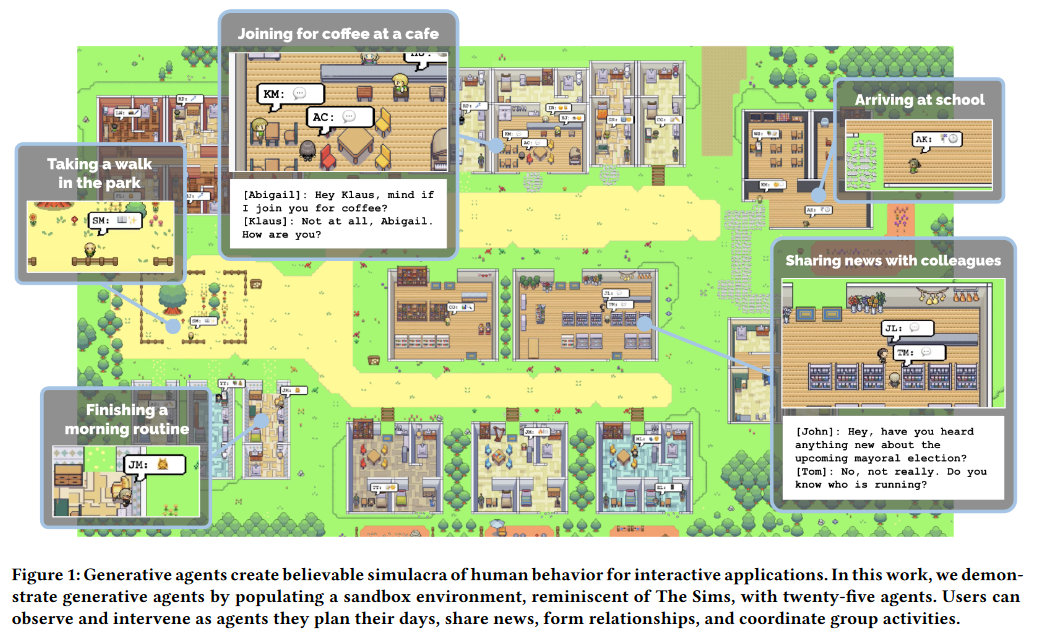 Joining for coffee at a cafe
KM:
AC:
[Abigail]: Hey Klaus, mind if
I join you for coffee?
[Klaus]: Not at all, Abigail.
How are you?
Arriving at school
AK:
Taking a walk
in the park
SM:
Sharing news with colleagues
JL:
TM:
[John]: Hey, have you heard
anything new about the
upcoming mayoral election?
[Tom]: No, not really. Do you
know who is running?
Finishing a
morning routine
JM:
Figure 1: Generative agents create believable simulacra of human behavior for interactive applications. In this work, we demon-
strate generative agents by populating a sandbox environment, reminiscent of The Sims, with twenty-five agents. Users can
observe and intervene as agents they plan their days, share news, form relationships, and coordinate group activities.